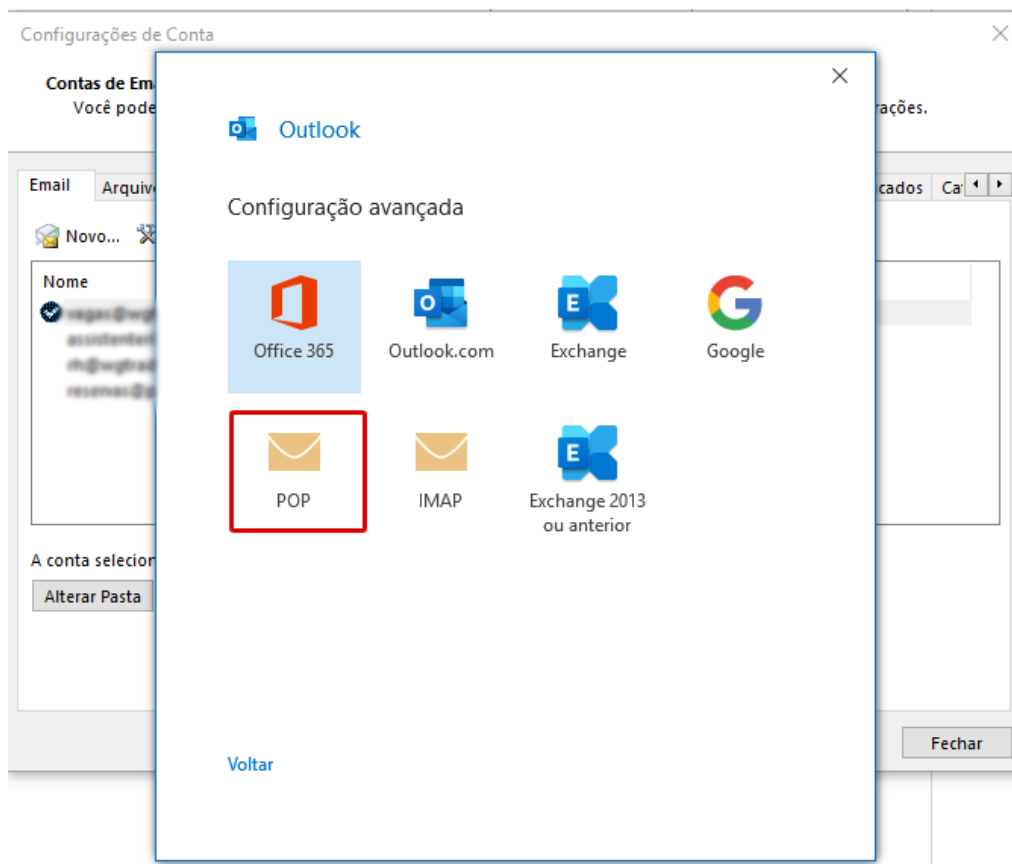 Configurações de Conta
Contas de Em
Você pode
rações.
Outlook
Configuração avançada
Email
Arquiv
cados
Ca
Novo...
Nome
Office 365
Outlook.com
Exchange
Google
POP
IMAP
Exchange 2013
ou anterior
A conta selecion
Alterar Pasta
Voltar
Fechar